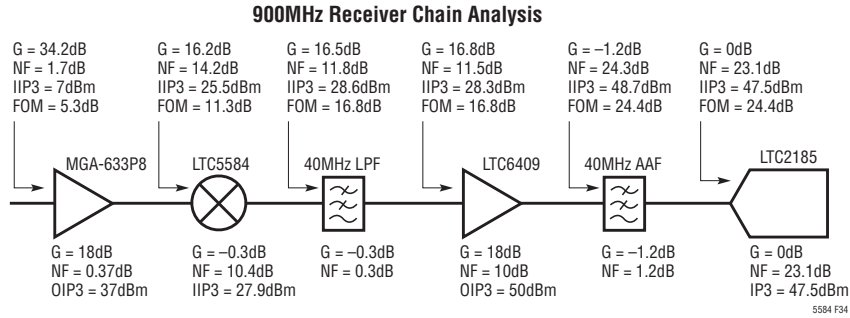 900MHz Receiver Chain Analysis
G = 34.2dB
NF = 1.7dB
IIP3 = 7dBm
FOM = 5.3dB
G = 16.2dB
NF = 14.2dB
IIP3 = 25.5dBm
FOM = 11.3dB
G = 16.5dB
NF = 11.8dB
IIP3 = 28.6dBm
FOM = 16.8dB
G = 16.8dB
NF = 11.5dB
IIP3 = 28.3dBm
FOM = 16.8dB
G = –1.2dB
NF = 24.3dB
IIP3 = 48.7dBm
FOM = 24.4dB
G = 0dB
NF = 23.1dB
IIP3 = 47.5dBm
FOM = 24.4dB
MGA-633P8
LTC5584
40MHz LPF
LTC6409
40MHz AAF
LTC2185
G = 18dB
NF = 0.37dB
OIP3 = 37dBm
G = –0.3dB
NF = 10.4dB
IIP3 = 27.9dBm
G = –0.3dB
NF = 0.3dB
G = 18dB
NF = 10dB
OIP3 = 50dBm
G = –1.2dB
NF = 1.2dB
G = 0dB
NF = 23.1dB
IP3 = 47.5dBm
5584 F34